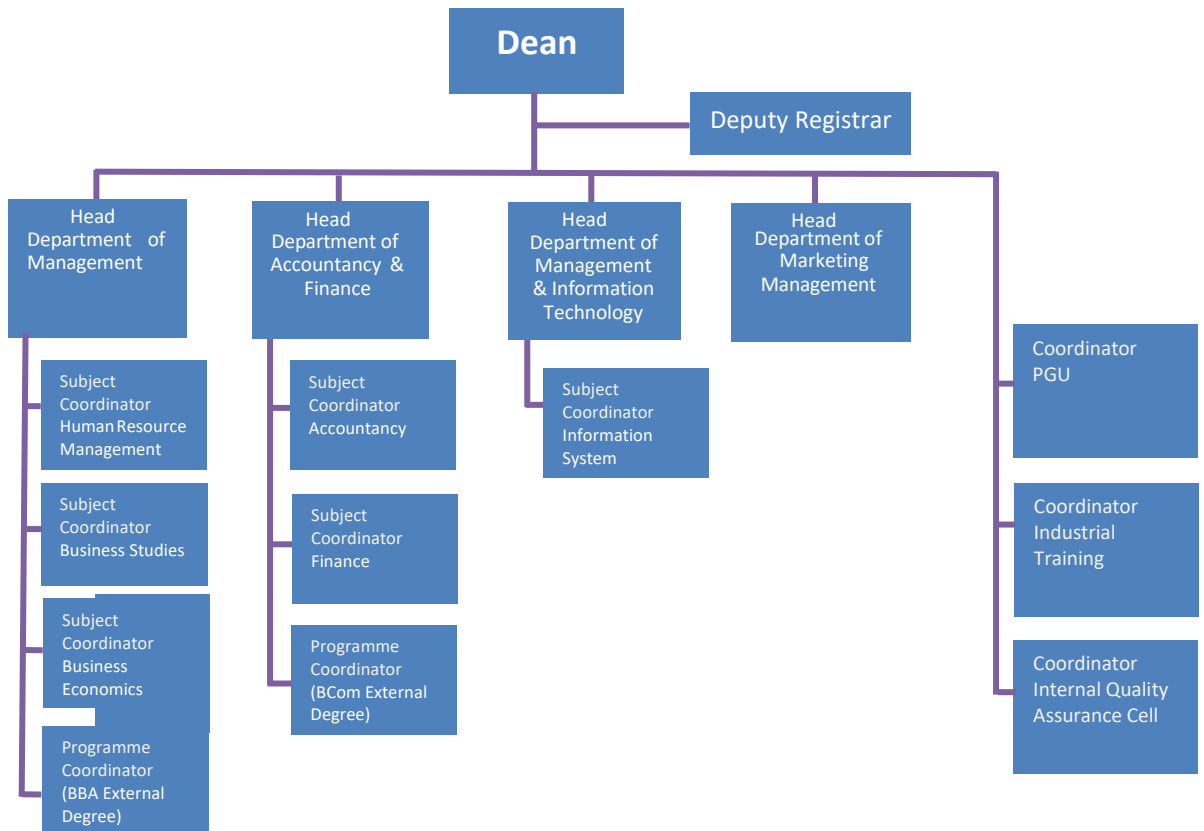 Dean
Deputy Registrar
Head
Department of
Management
Head
Department of
Accountancy &
Finance
Head
Department of
Management
& Information
Technology
Head
Department of
Marketing
Management
Subject
Coordinator
Human Resource
Management
Subject
Coordinator
Business Studies
Subject
Coordinator
Business
Economics
Programme
Coordinator
(BBA External
Degree)
Subject
Coordinator
Accountancy
Subject
Coordinator
Finance
Programme
Coordinator
(BCom External
Degree)
Subject
Coordinator
Information
System
Coordinator
PGU
Coordinator
Industrial
Training
Coordinator
Internal Quality
Assurance Cell